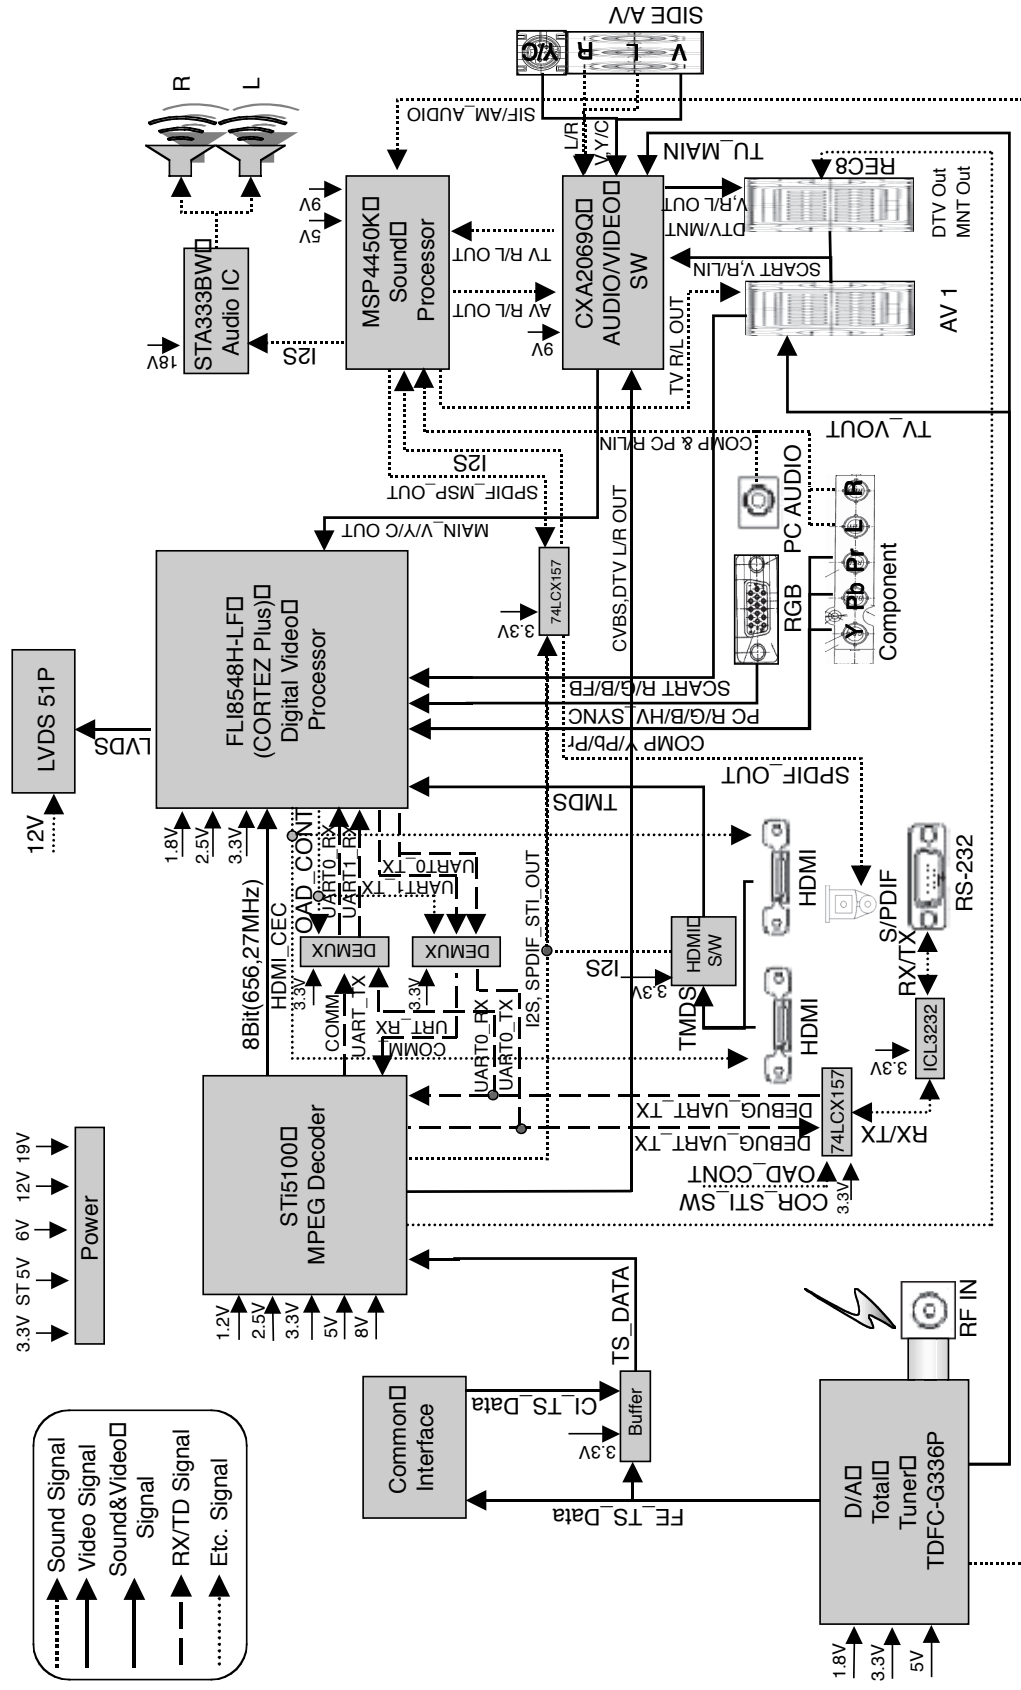 SIDE A/V
Y/C
R
L
V
R
L
SIF/AM_AUDIO
L/R
V,Y/C
TU_MAIN
REC8
DTV Out
MNT Out
V,R/L OUT
DTV/MNT
SCART V,R/LIN
AV 1
9V
5V
MSP4450K□
Sound□
Processor
TV R/L OUT
AV R/L OUT
CXA2069Q□
AUDIO/VIDEO□
SW
9V
TV R/L OUT
STA333BWD□
Audio IC
18V
I2S
I2S
SPDIF_MSP_OUT
MAIN_VY/C OUT
COMP & PC R/LIN
TV_VOUT
CVBS,DTV L/R OUT
PC AUDIO
RGB
Y
Pb
Pr
L
R
Component
74LCX157
3.3V
SCART R/G/B/FB
PC R/G/B/HV_SYNC
COMP Y/Pb/Pr
SPDIF_OUT
LVDS 51P
12V
LVDS
FLI8548H-LF□
(CORTEZ Plus)□
Digital Video□
Processor
1.8V
2.5V
3.3V
TMDS
8Bit(656,27MHz)
HDMI_CEC
OAD_CONT
UART0_RX
UART1_RX
UART1_TX
UART0_TX
DEMUX
3.3V
DEMUX
3.3V
COMM
UART_TX
URT_RX
COMM
UART0_RX
UART0_TX
I2S, SPDIF_STI_OUT
I2S
3.3V
HDMI□
S/W
TMDS
HDMI
HDMI
S/PDIF
RS-232
RX/TX
ICL3232
3.3V
RX/TX
74LCX157
DEBUG_UART_TX
DEBUG_UART_TX
OAD_CONT
COR_STI_SW
3.3V
STi5100□
MPEG Decoder
1.2V
2.5V
3.3V
5V
8V
Power
3.3V
ST 5V
6V
12V
19V
TS_DATA
Common□
Interface
CI_TS_Data
Buffer
3.3V
FE_TS_Data
RF IN
D/A□
Total□
Tuner□
TDFC-G336P
1.8V
3.3V
5V
Sound Signal
Video Signal
Sound&Video□
Signal
RX/TD Signal
Etc. Signal